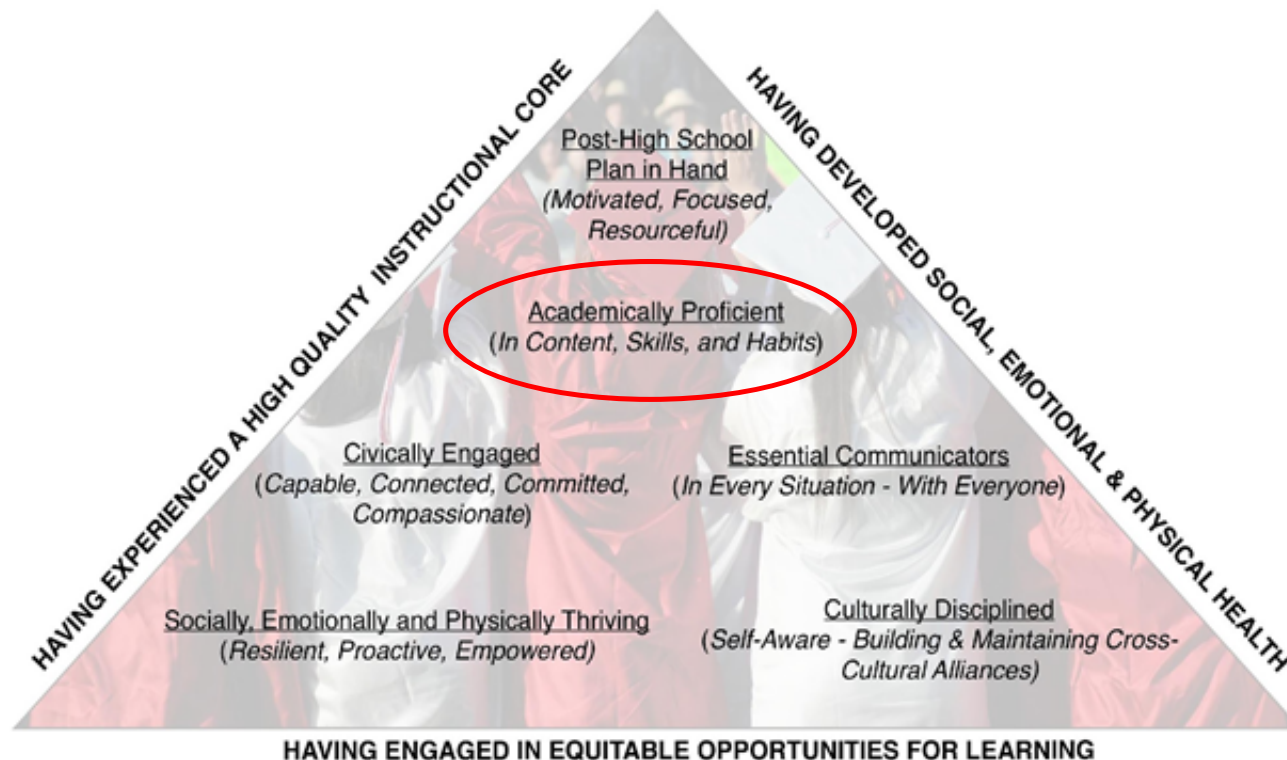 HAVING EXPERIENCED A HIGH QUALITY INSTRUCTIONAL CORE
HAVING DEVELOPED SOCIAL, EMOTIONAL & PHYSICAL HEALTH
Post-High School
Plan in Hand
(Motivated, Focused,
Resourceful)
Academically Proficient
(In Content, Skills, and Habits)
Civically Engaged
(Capable, Connected, Committed,
Compassionate)
Essential Communicators
(In Every Situation - With Everyone)
Socially, Emotionally and Physically Thriving
(Resilient, Proactive, Empowered)
Culturally Disciplined
(Self-Aware - Building & Maintaining Cross-
Cultural Alliances)
HAVING ENGAGED IN EQUITABLE OPPORTUNITIES FOR LEARNING